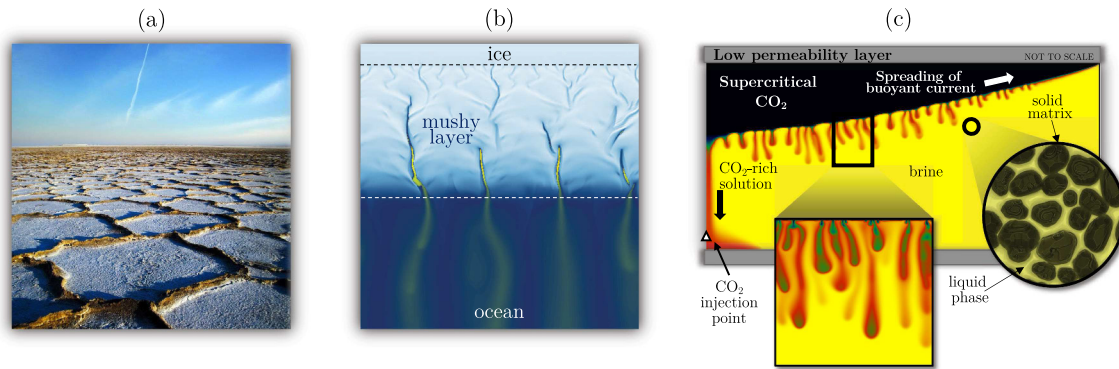 (a)
(b)
(c)
ice
mushy
layer
ocean
Low permeability layer
NOT TO SCALE
Supercritical
CO₂
Spreading of
buoyant current
solid
matrix
CO₂-rich
solution
brine
CO₂
injection
point
liquid
phase